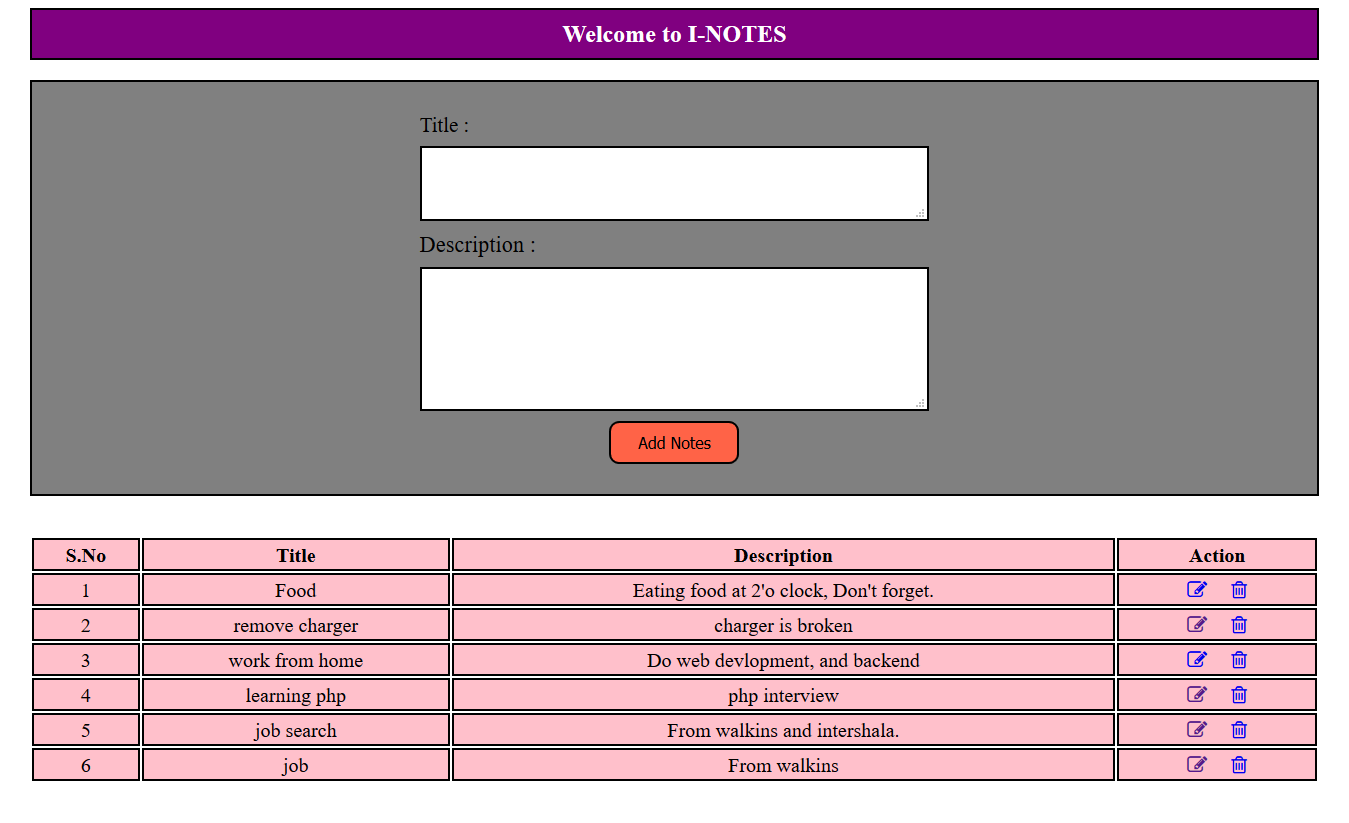 Welcome to I-NOTES
Title :
Description :
Add Notes
S.No Title Description Action
1 Food Eating food at 2'o clock, Don't forget.
2 remove charger charger is broken
3 work from home Do web devlopment, and backend
4 learning php php interview
5 job search From walkins and intershala.
6 job From walkins